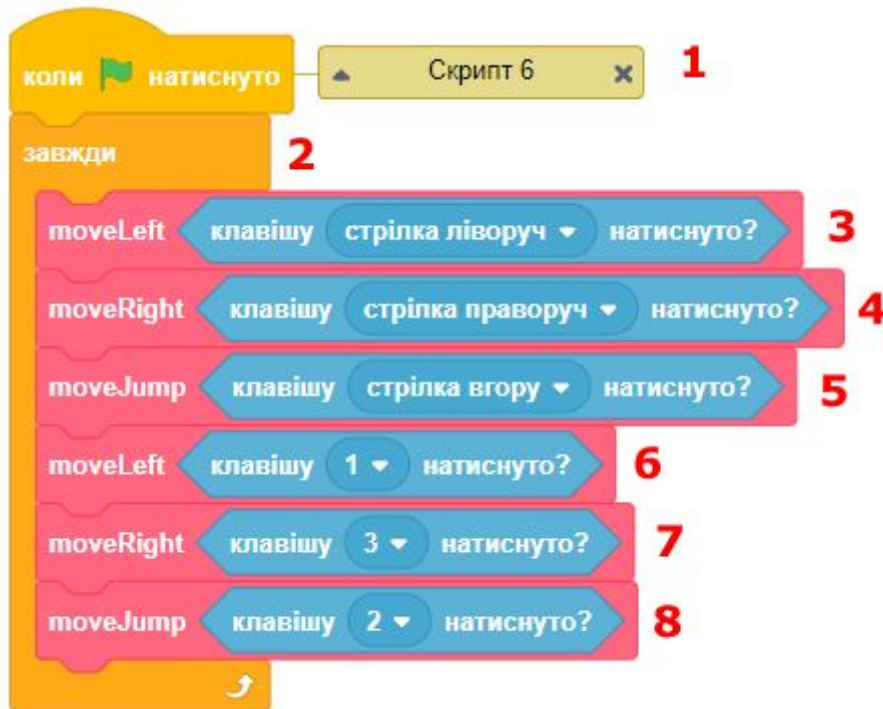 коли натиснуто Скрипт 6 1
завжди 2
moveLeft клавішу стрілка ліворуч натиснуто? 3
moveRight клавішу стрілка праворуч натиснуто? 4
moveJump клавішу стрілка вгору натиснуто? 5
moveLeft клавішу 1 натиснуто? 6
moveRight клавішу 3 натиснуто? 7
moveJump клавішу 2 натиснуто? 8